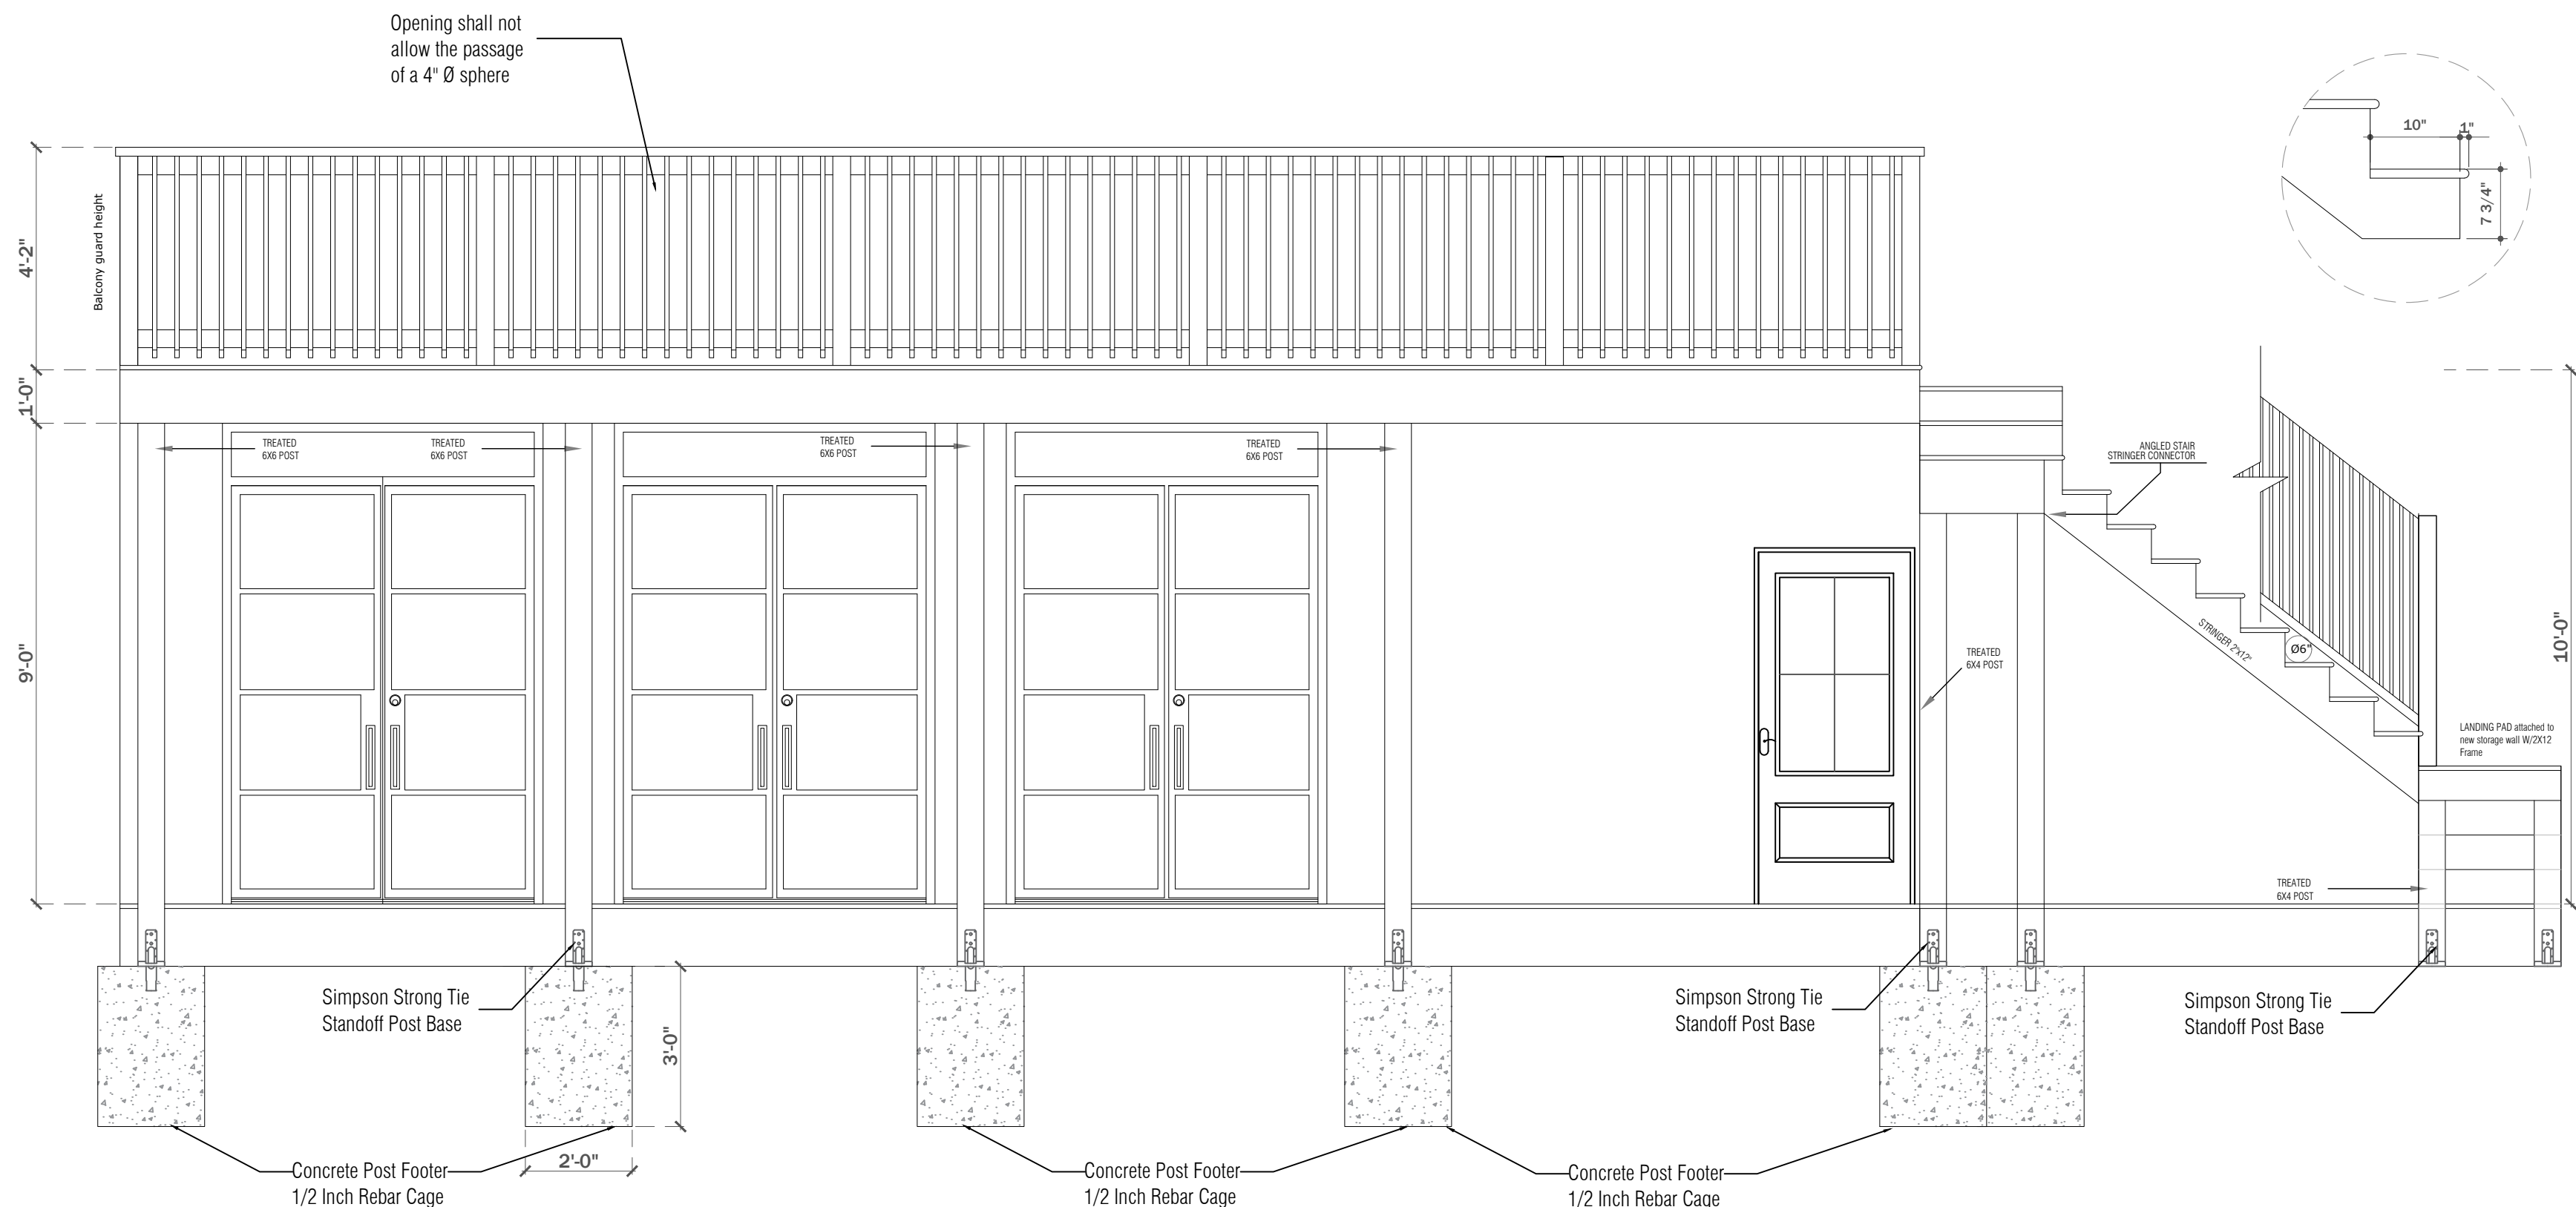 Opening shall not
allow the passage
of a 4" Ø sphere
10"
1"
7 3/4"
4'-2"
Balcony guard height
1'-0"
9'-0"
10'-0"
TREATED
6X6 POST
TREATED
6X6 POST
TREATED
6X6 POST
TREATED
6X6 POST
ANGLED STAIR
STRINGER CONNECTOR
STRINGER 2"x12"
Ø6"
TREATED
6X4 POST
LANDING PAD attached to
new storage wall W/2X12
Frame
TREATED
6X4 POST
Simpson Strong Tie
Standoff Post Base
3'-0"
Simpson Strong Tie
Standoff Post Base
Simpson Strong Tie
Standoff Post Base
2'-0"
Concrete Post Footer
1/2 Inch Rebar Cage
Concrete Post Footer
1/2 Inch Rebar Cage
Concrete Post Footer
1/2 Inch Rebar Cage